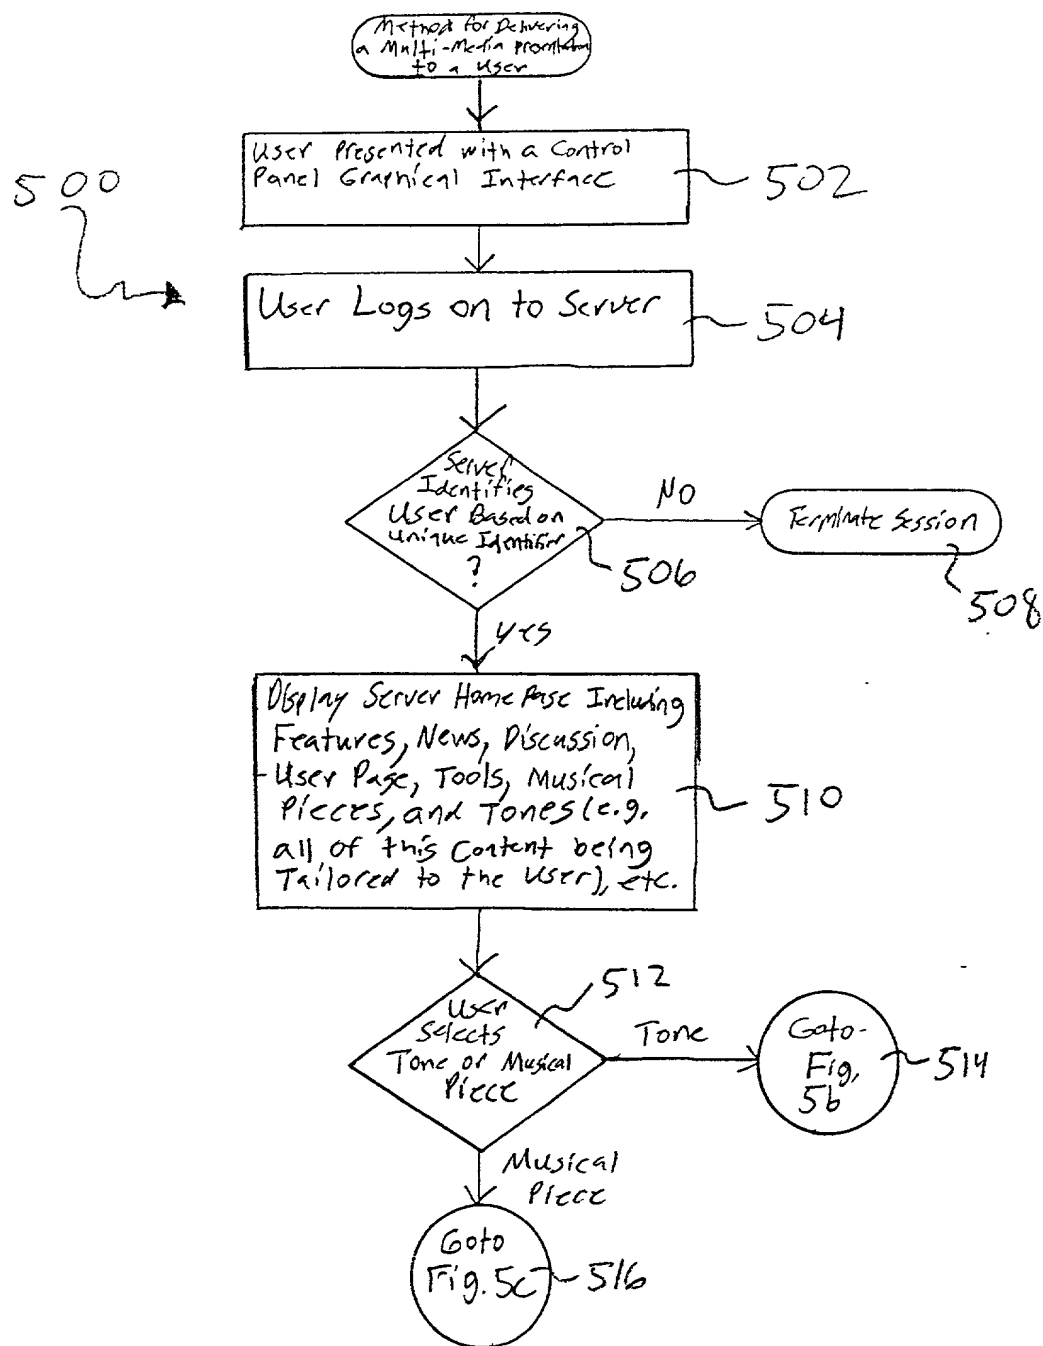 Method for Delivering
a Multi-Media Presentation
to a User
User Presented with a Control
Panel Graphical Interface
502
500
User Logs on to Server
504
Server
Identifies
User Based on
Unique Identifier
?
506
NO
Terminate Session
508
Yes
Display Server Home Page Including
Features, News, Discussion,
User Page, Tools, Musical
Pieces, and Tones (e.g.
all of this Content being
Tailored to the User), etc.
510
User
Selects
Tone or Musical
Piece
512
Tone
Goto
Fig.
5b
514
Musical
Piece
Goto
Fig. 5c
516